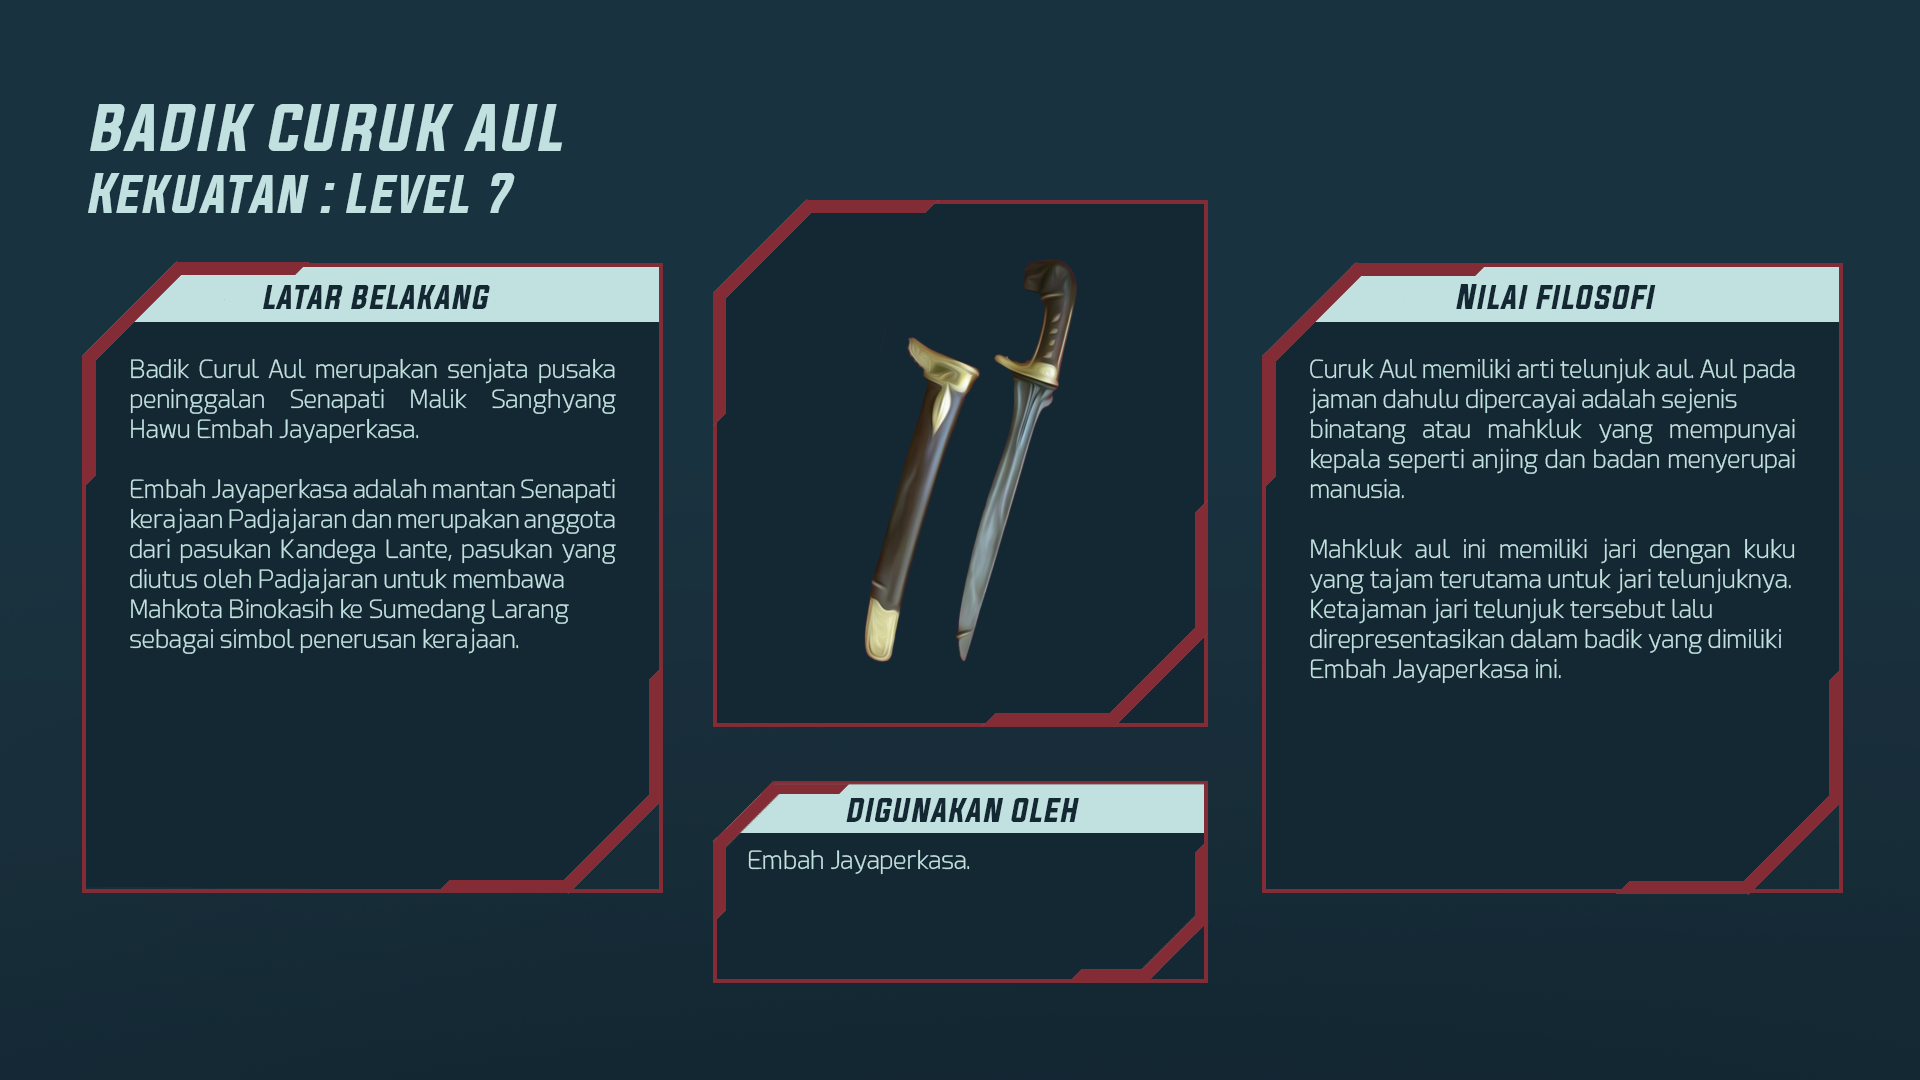 BADIK CURUK AUL
KEKUATAN : LEVEL 7
LATAR BELAKANG
Badik Curul Aul merupakan senjata pusaka
peninggalan Senapati Malik Sanghyang
Hawu Embah Jayaperkasa.
Embah Jayaperkasa adalah mantan Senapati
kerajaan Padjajaran dan merupakan anggota
dari pasukan Kandega Lante, pasukan yang
diutus oleh Padjajaran untuk membawa
Mahkota Binokasih ke Sumedang Larang
sebagai simbol penerusan kerajaan.
DIGUNAKAN OLEH
Embah Jayaperkasa.
NILAI FILOSOFI
Curuk Aul memiliki arti telunjuk aul. Aul pada
jaman dahulu dipercayai adalah sejenis
binatang atau mahkluk yang mempunyai
kepala seperti anjing dan badan menyerupai
manusia.
Mahkluk aul ini memiliki jari dengan kuku
yang tajam terutama untuk jari telunjuknya.
Ketajaman jari telunjuk tersebut lalu
direpresentasikan dalam badik yang dimiliki
Embah Jayaperkasa ini.